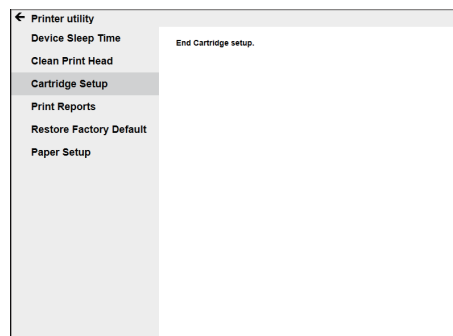 Printer utility
Device Sleep Time
End Cartridge setup.
Clean Print Head
Cartridge Setup
Print Reports
Restore Factory Default
Paper Setup